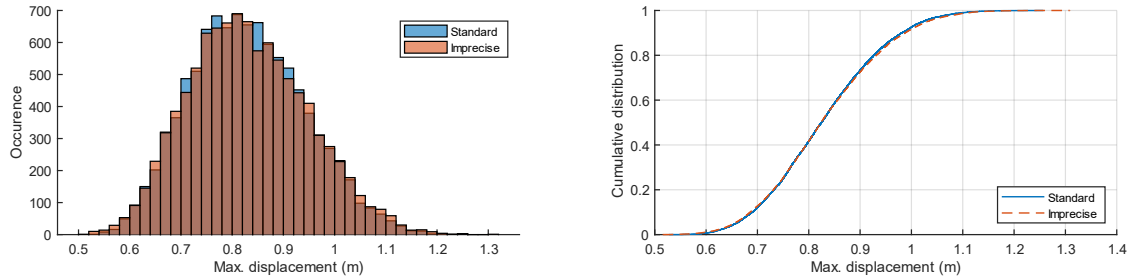 700
600
500
400
300
200
100
0
Occurence
0.5 0.6 0.7 0.8 0.9 1 1.1 1.2 1.3
Max. displacement (m)
Standard
Imprecise
1
0.8
0.6
0.4
0.2
0
Cumulative distribution
0.5 0.6 0.7 0.8 0.9 1 1.1 1.2 1.3 1.4
Max. displacement (m)
Standard
Imprecise